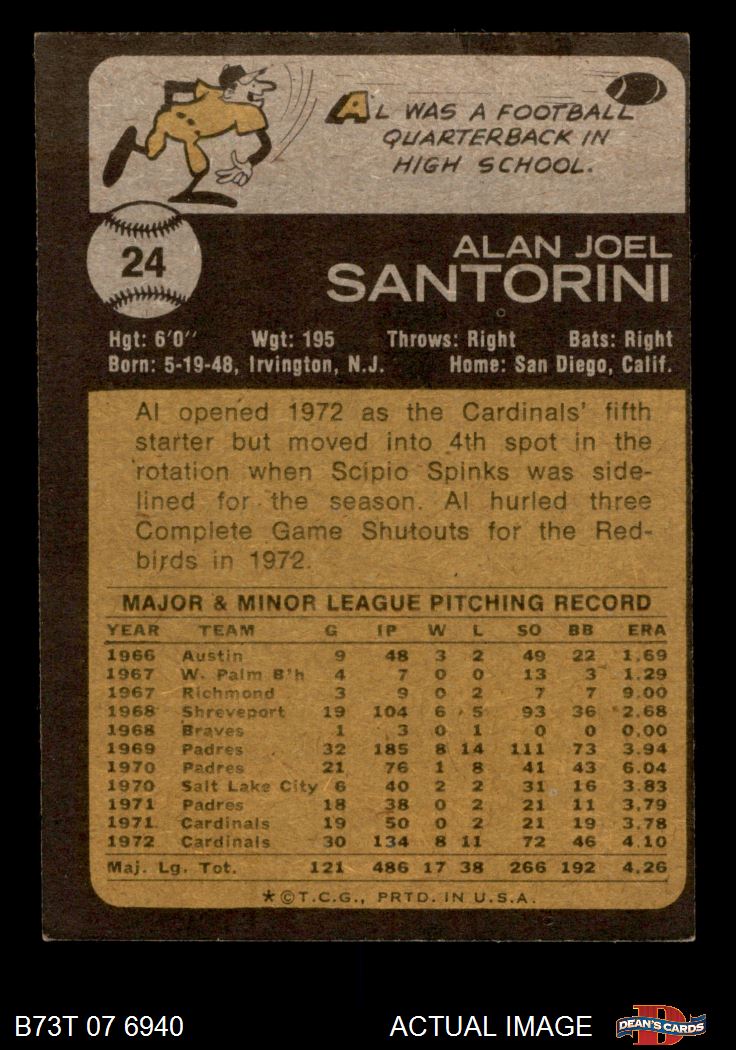 AL WAS A FOOTBALL
QUARTERBACK IN
HIGH SCHOOL.
24
ALAN JOEL
SANTORINI
Hgt: 6'0" Wgt: 195 Throws: Right Bats: Right
Born: 5-19-48, Irvington, N.J. Home: San Diego, Calif.
Al opened 1972 as the Cardinals' fifth
starter but moved into 4th spot in the
rotation when Scipio Spinks was side-
lined for the season. Al hurled three
Complete Game Shutouts for the Red-
birds in 1972.
MAJOR & MINOR LEAGUE PITCHING RECORD
YEAR TEAM G IP W L SO BB ERA
1966 Austin 9 48 3 2 49 22 1.69
1967 W. Palm B'h 4 7 0 0 13 3 1.29
1967 Richmond 3 9 0 2 7 7 9.00
1968 Shreveport 19 104 6 5 93 36 2.68
1968 Braves 1 3 0 1 0 0 0.00
1969 Padres 32 185 8 14 111 73 3.94
1970 Padres 21 76 1 8 41 43 6.04
1970 Salt Lake City 6 40 2 2 31 16 3.83
1971 Padres 18 38 0 2 21 11 3.79
1971 Cardinals 19 50 0 2 21 19 3.78
1972 Cardinals 30 134 8 11 72 46 4.10
Maj. Lg. Tot. 121 486 17 38 266 192 4.26
*©T.C.G., PRTD. IN U.S.A.
B73T 07 6940 ACTUAL IMAGE DEAN'S CARDS